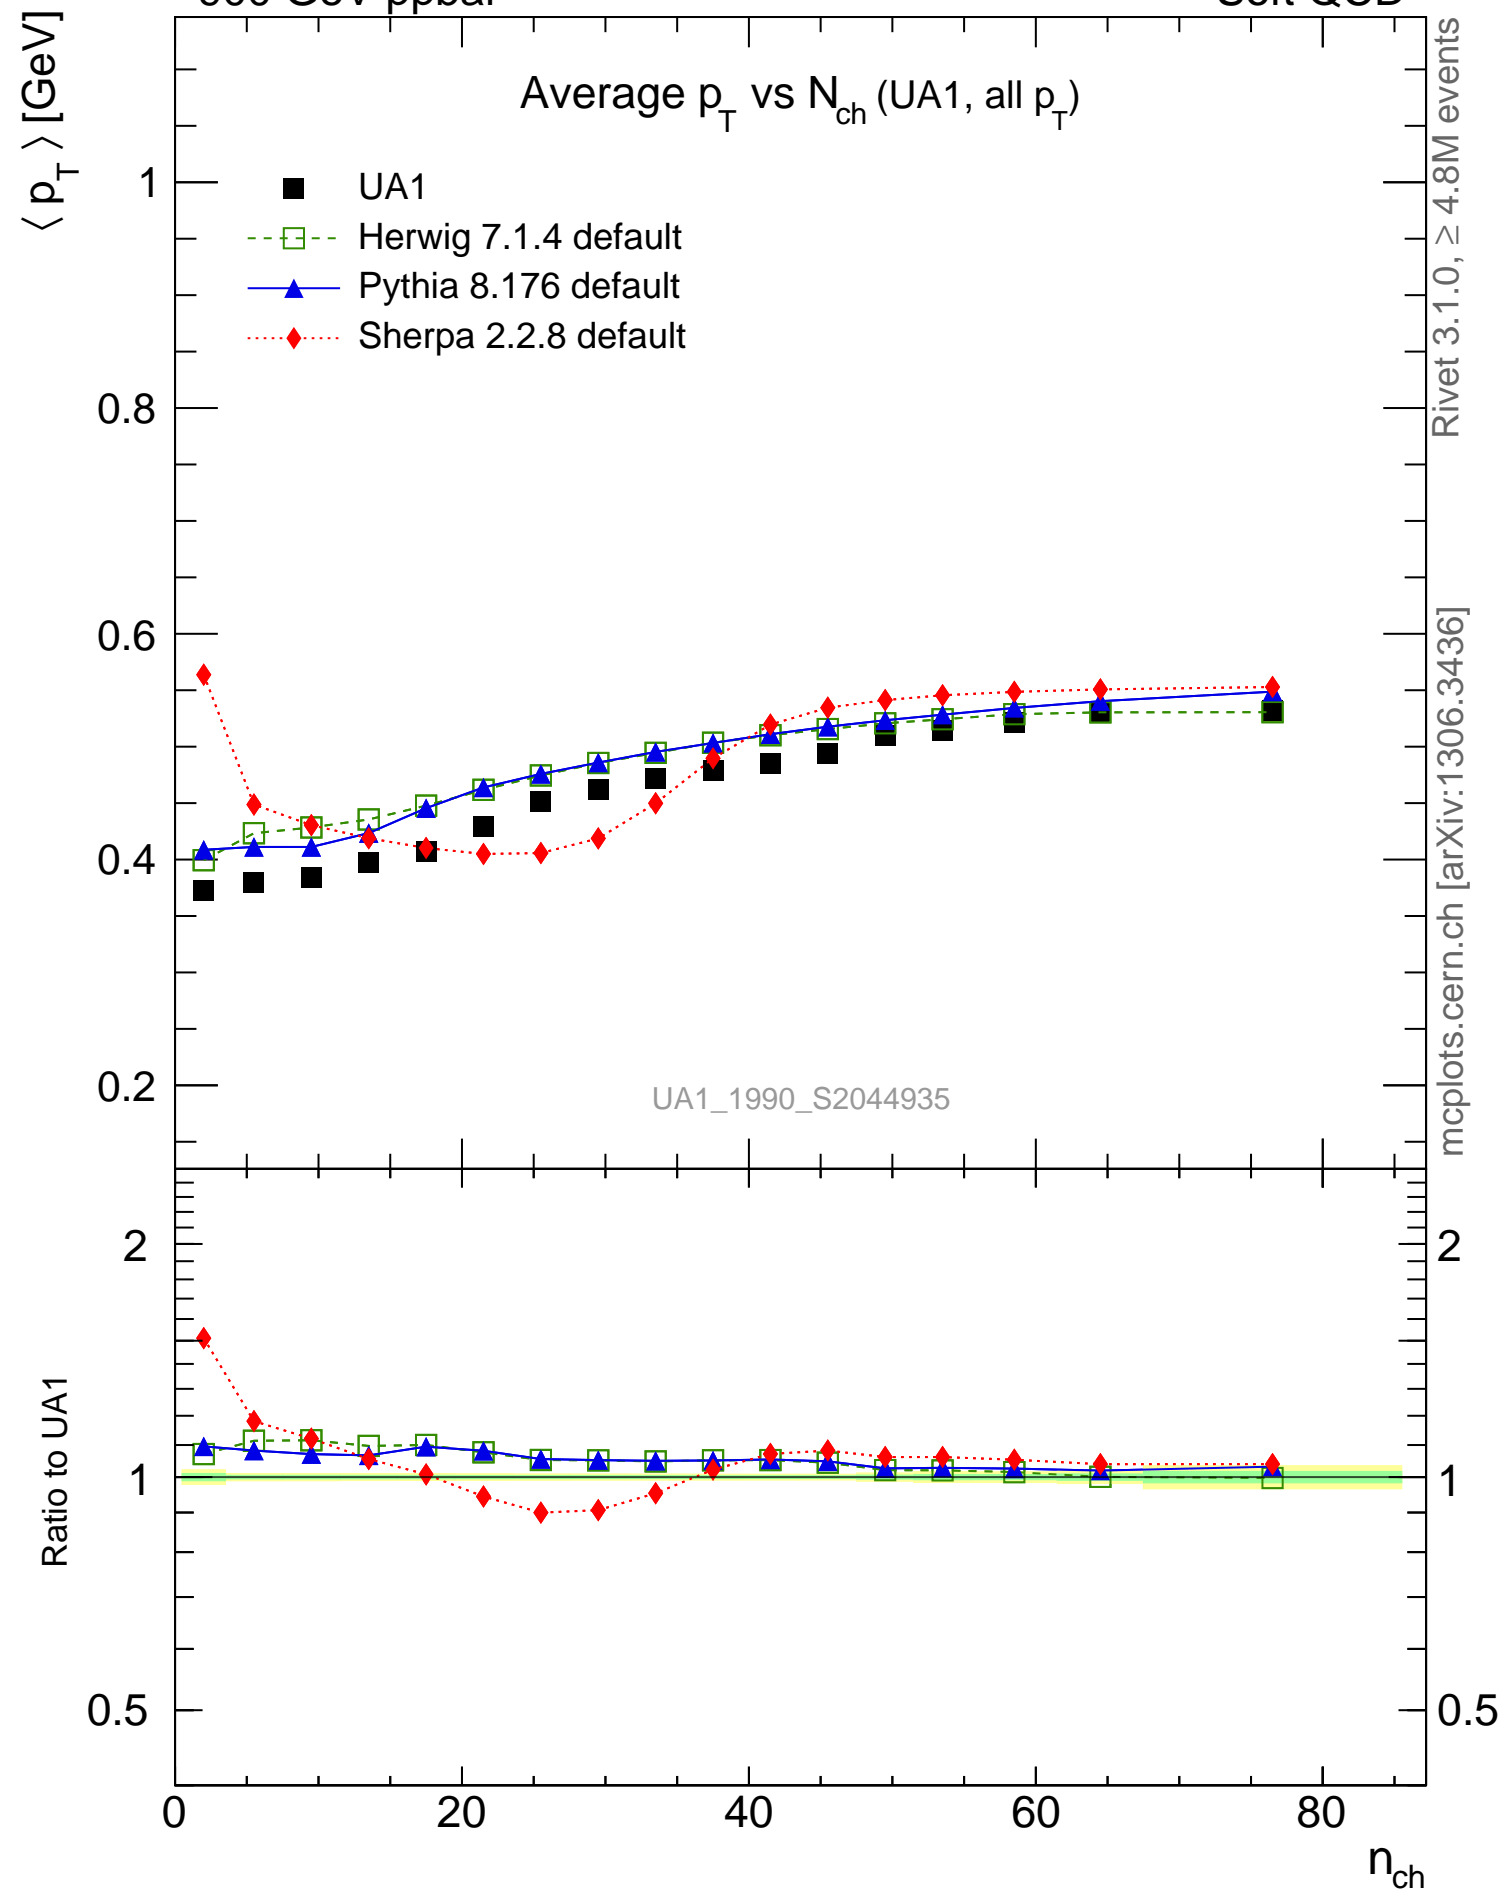 ⟨ p_T ⟩ [GeV]
Average p_T vs N_ch (UA1, all p_T)
UA1
Herwig 7.1.4 default
Pythia 8.176 default
Sherpa 2.2.8 default
1
0.8
0.6
0.4
0.2
UA1_1990_S2044935
Rivet 3.1.0, ≥ 4.8M events
mcplots.cern.ch [arXiv:1306.3436]
Ratio to UA1
2
1
0.5
2
1
0.5
0 20 40 60 80
n_ch